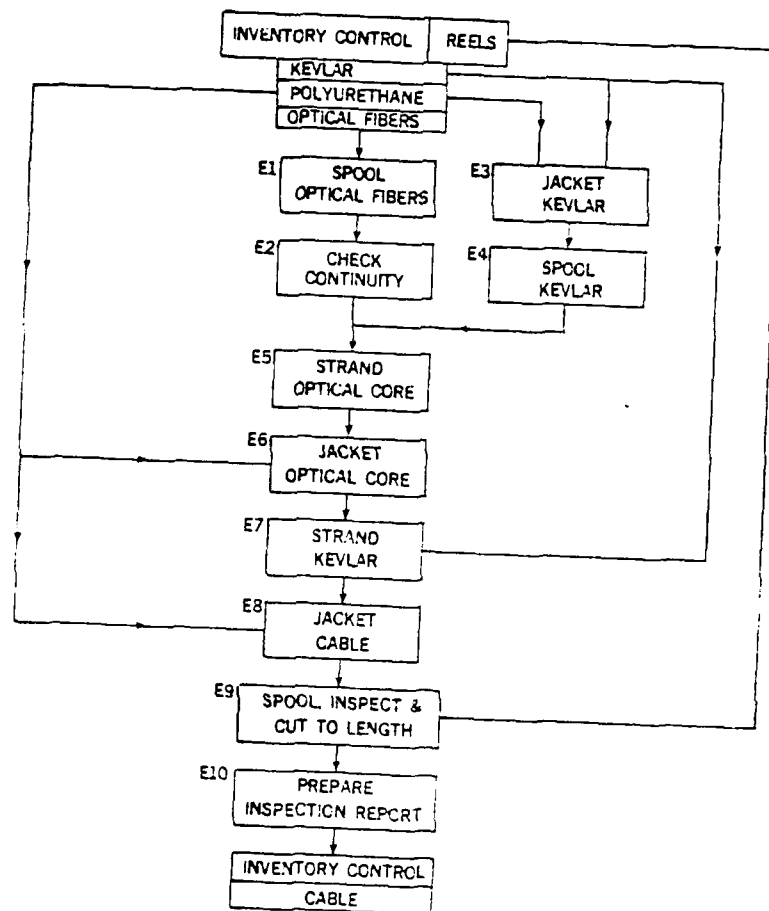 INVENTORY CONTROL
REELS
KEVLAR
POLYURETHANE
OPTICAL FIBERS
E1
SPOOL
OPTICAL FIBERS
E3
JACKET
KEVLAR
E2
CHECK
CONTINUITY
E4
SPOOL
KEVLAR
E5
STRAND
OPTICAL CORE
E6
JACKET
OPTICAL CORE
E7
STRAND
KEVLAR
E8
JACKET
CABLE
E9
SPOOL, INSPECT &
CUT TO LENGTH
E10
PREPARE
INSPECTION REPORT
INVENTORY CONTROL
CABLE